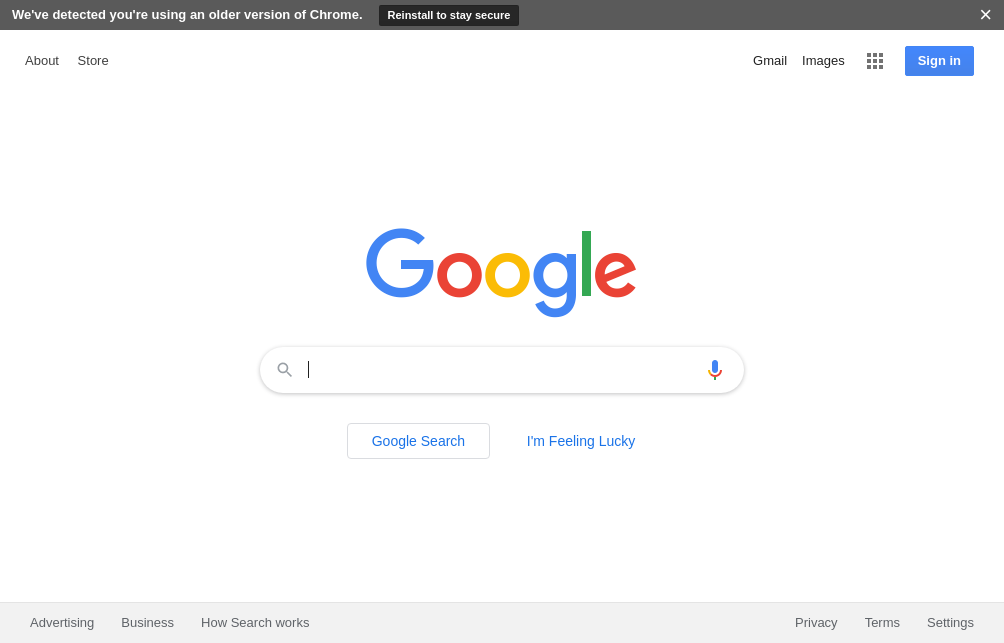 We've detected you're using an older version of Chrome. Reinstall to stay secure
About Store Gmail Images Sign in
Google
Google Search I'm Feeling Lucky
Advertising Business How Search works Privacy Terms Settings